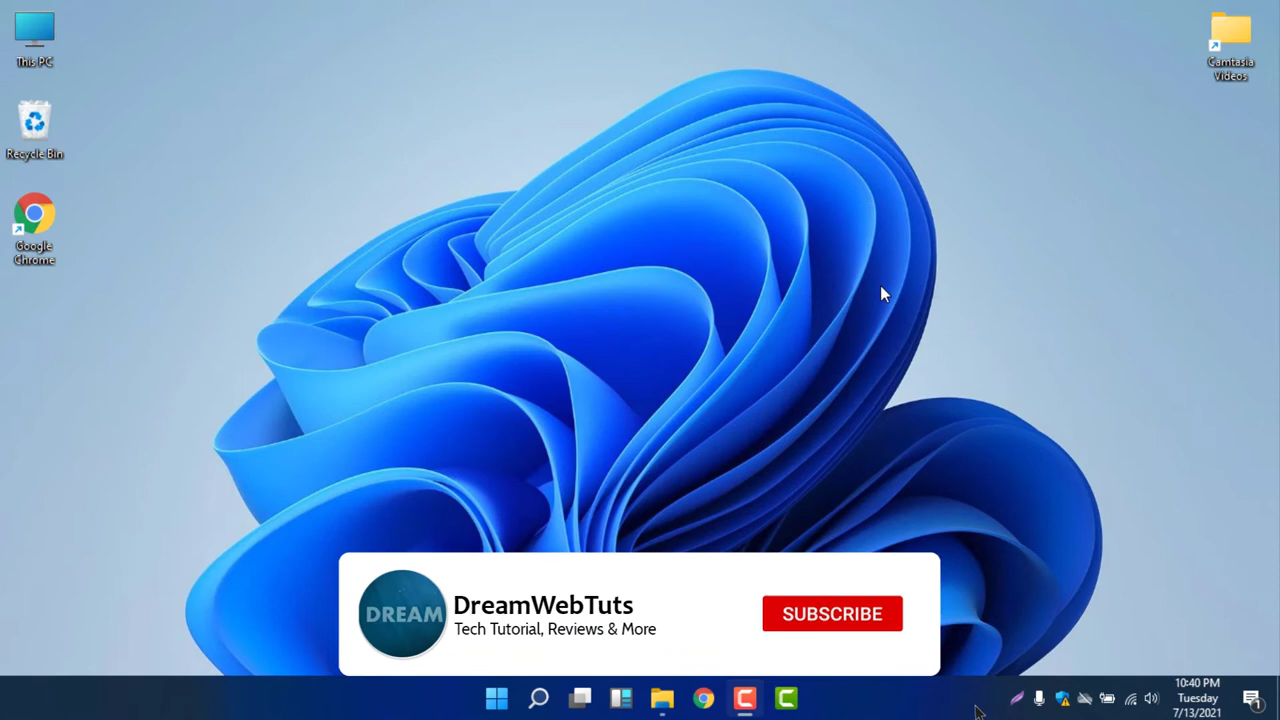 This PC
Camtasia
Videos
Recycle Bin
Google
Chrome
DREAM
DreamWebTuts
Tech Tutorial, Reviews & More
SUBSCRIBE
10:40 PM
Tuesday
7/13/2021
1